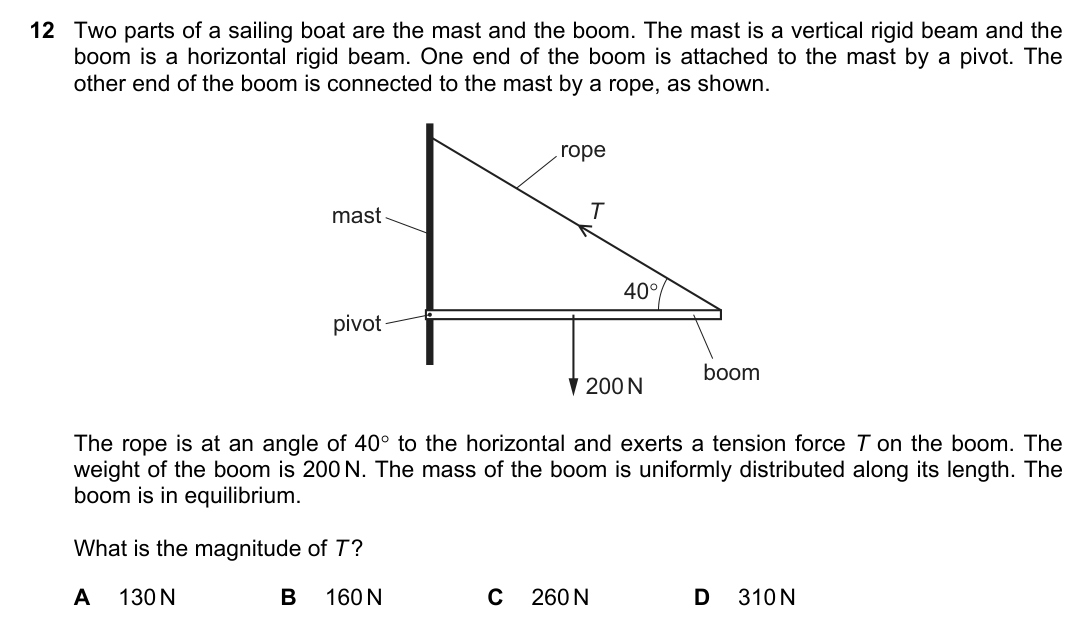 12 Two parts of a sailing boat are the mast and the boom. The mast is a vertical rigid beam and the
boom is a horizontal rigid beam. One end of the boom is attached to the mast by a pivot. The
other end of the boom is connected to the mast by a rope, as shown.
rope
mast
T
40°
pivot
boom
200 N
The rope is at an angle of 40° to the horizontal and exerts a tension force T on the boom. The
weight of the boom is 200 N. The mass of the boom is uniformly distributed along its length. The
boom is in equilibrium.
What is the magnitude of T?
A 130 N B 160 N C 260 N D 310 N